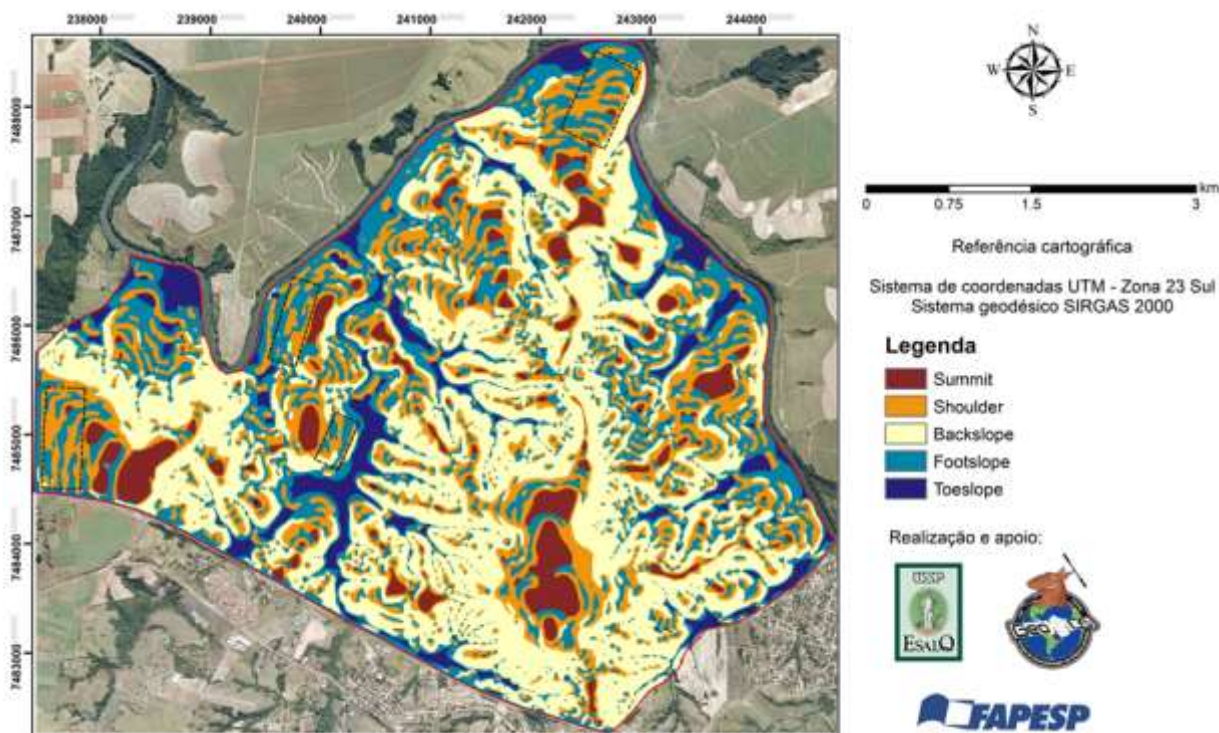 238000 239000 240000 241000 242000 243000 244000
7488000
7487000
7486000
7485000
7484000
7483000
N
W E
S
km
0 0.75 1.5 3
Referência cartográfica
Sistema de coordenadas UTM - Zona 23 Sul
Sistema geodésico SIRGAS 2000
Legenda
Summit
Shoulder
Backslope
Footslope
Toeslope
Realização e apoio:
ESALQ
FAPESP